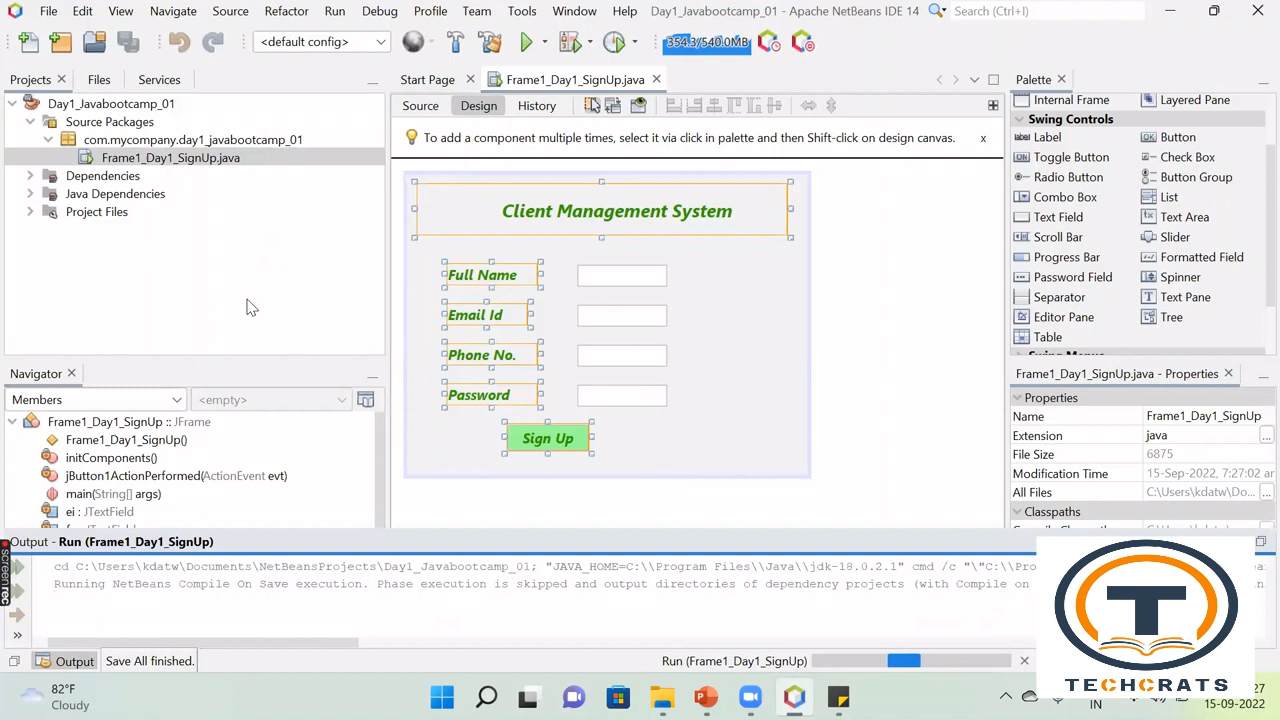 File Edit View Navigate Source Refactor Run Debug Profile Team Tools Window Help Day1_Javabootcamp_01 - Apache NetBeans IDE 14 Search (Ctrl+I)
<default config> 354.3/540.0MB
Projects Files Services
Day1_Javabootcamp_01
Source Packages
com.mycompany.day1_javabootcamp_01
Frame1_Day1_SignUp.java
Dependencies
Java Dependencies
Project Files
Start Page Frame1_Day1_SignUp.java
Source Design History
To add a component multiple times, select it via click in palette and then Shift-click on design canvas. x
Client Management System
Full Name
Email Id
Phone No.
Password
Sign Up
Palette
Internal Frame Layered Pane
Swing Controls
Label Button
Toggle Button Check Box
Radio Button Button Group
Combo Box List
Text Field Text Area
Scroll Bar Slider
Progress Bar Formatted Field
Password Field Spinner
Separator Text Pane
Editor Pane Tree
Table
Navigator
Members <empty>
Frame1_Day1_SignUp :: JFrame
Frame1_Day1_SignUp()
initComponents()
jButton1ActionPerformed(ActionEvent evt)
main(String[] args)
ei : JTextField
Frame1_Day1_SignUp.java - Properties
Properties
Name Frame1_Day1_SignUp
Extension java
File Size 6875
Modification Time 15-Sep-2022, 7:27:02 a
All Files C:\Users\kdatw\Do...
Classpaths
Output - Run (Frame1_Day1_SignUp)
cd C:\Users\kdatw\Documents\NetBeansProjects\Day1_Javabootcamp_01; "JAVA_HOME=C:\\Program Files\\Java\\jdk-18.0.2.1" cmd /c "\"C:\\Pro
Running NetBeans Compile On Save execution. Phase execution is skipped and output directories of dependency projects (with Compile on
screenrec
Output Save All finished. Run (Frame1_Day1_SignUp)
T
TECHCRATS
82°F
Cloudy
IN
27
15-09-2022